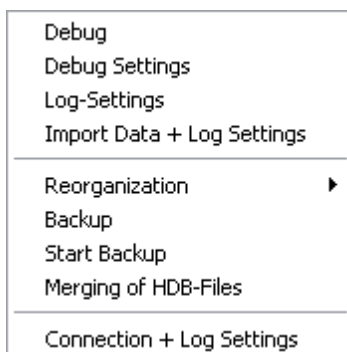 Debug
Debug Settings
Log-Settings
Import Data + Log Settings
Reorganization
Backup
Start Backup
Merging of HDB-Files
Connection + Log Settings